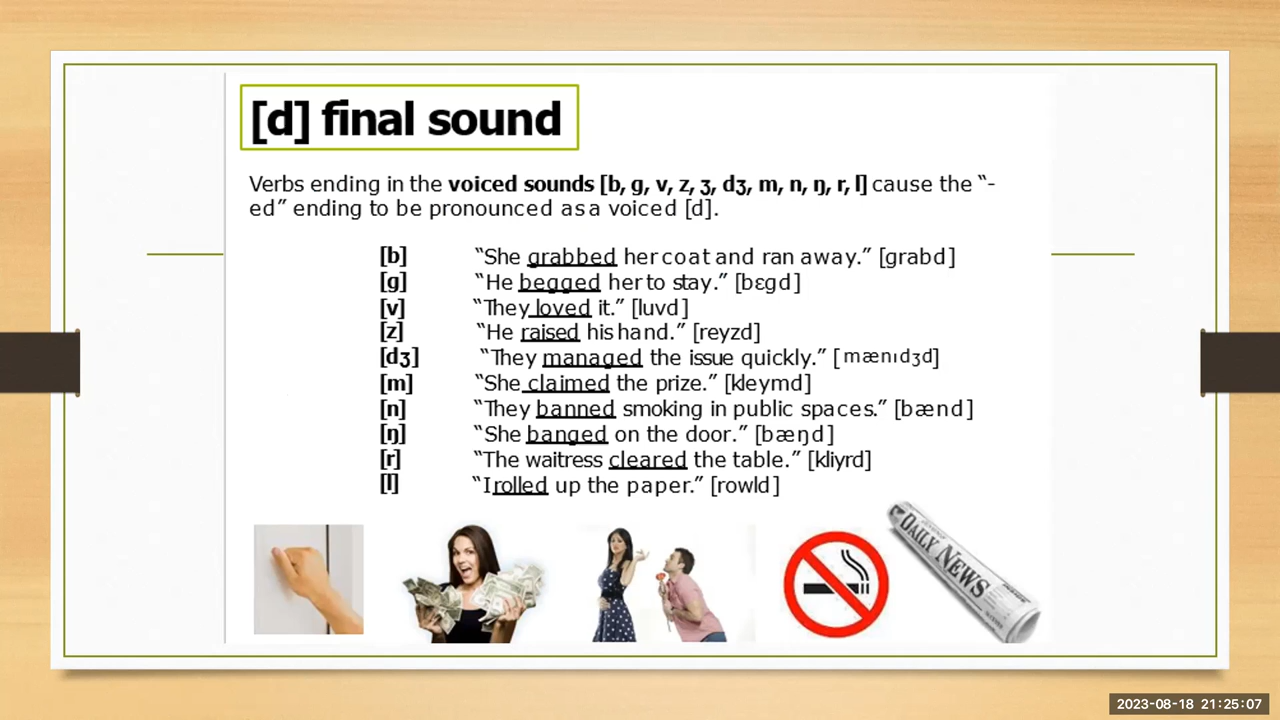 [d] final sound
Verbs ending in the voiced sounds [b, g, v, z, ʒ, dʒ, m, n, ŋ, r, l] cause the “-
ed” ending to be pronounced as a voiced [d].
[b] “She grabbed her coat and ran away.” [grabd]
[g] “He begged her to stay.” [bɛgd]
[v] “They loved it.” [luvd]
[z] “He raised his hand.” [reyzd]
[dʒ] “They managed the issue quickly.” [mænıdʒd]
[m] “She claimed the prize.” [kleymd]
[n] “They banned smoking in public spaces.” [bænd]
[ŋ] “She banged on the door.” [bæŋd]
[r] “The waitress cleared the table.” [kliyrd]
[l] “I rolled up the paper.” [rowld]
DAILY NEWS
2023-08-18 21:25:07